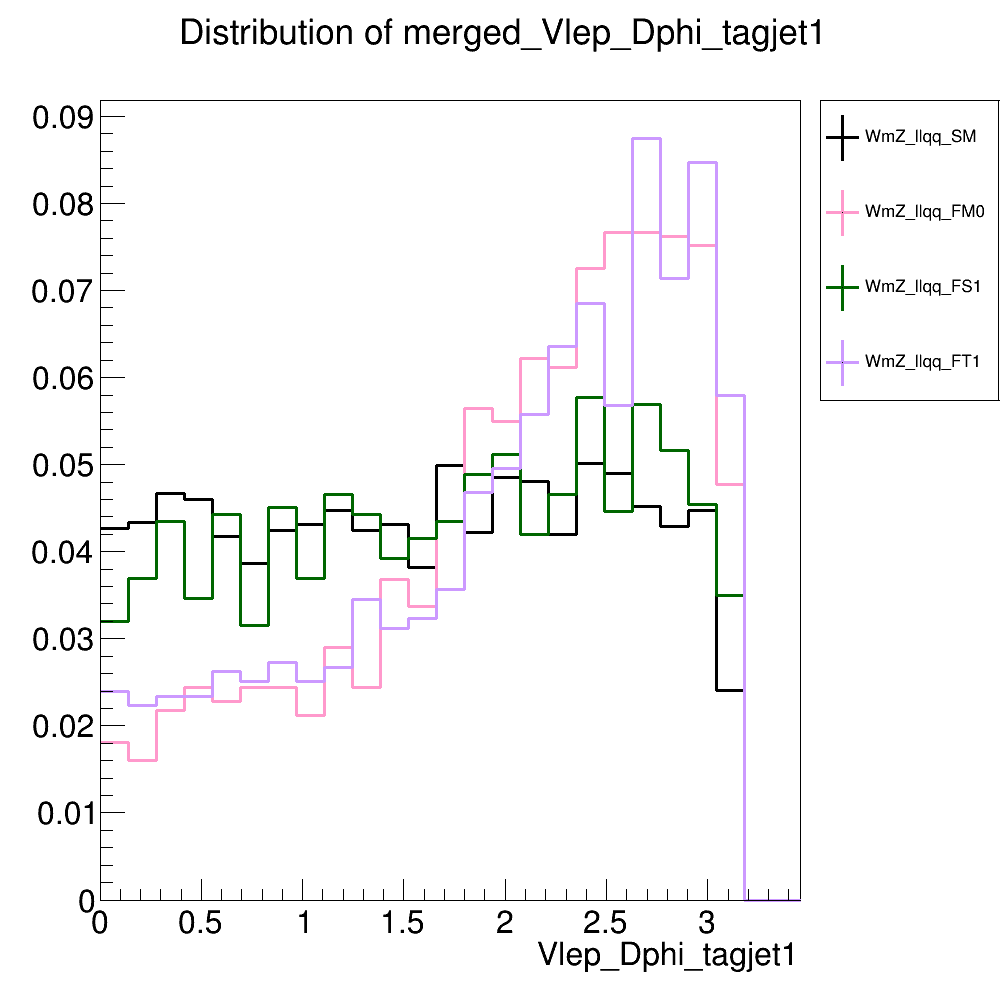 Distribution of merged_Vlep_Dphi_tagjet1
0.09
0.08
0.07
0.06
0.05
0.04
0.03
0.02
0.01
0
0 0.5 1 1.5 2 2.5 3
Vlep_Dphi_tagjet1
WmZ_llqq_SM
WmZ_llqq_FM0
WmZ_llqq_FS1
WmZ_llqq_FT1